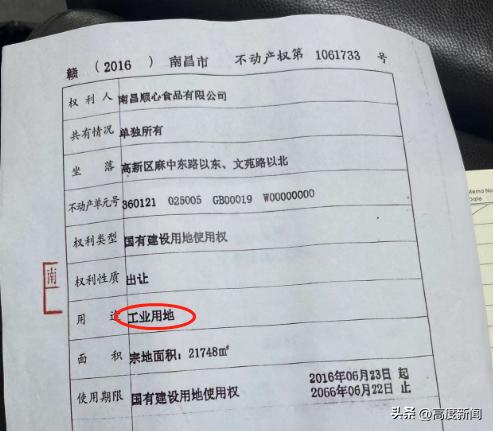 赣 (2016) 南昌市 不动产权第 1061733 号
权利人 南昌顺心食品有限公司
共有情况 单独所有
坐落 高新区麻中东路以东、文苑路以北
不动产单元号 360121 025005 GB00019 W00000000
权利类型 国有建设用地使用权
权利性质 出让
用途 工业用地
面积 宗地面积：21748㎡
使用期限 国有建设用地使用权 2016年06月23日 起
2066年06月22日 止
南
Memo No
Date
头条 @高度新闻